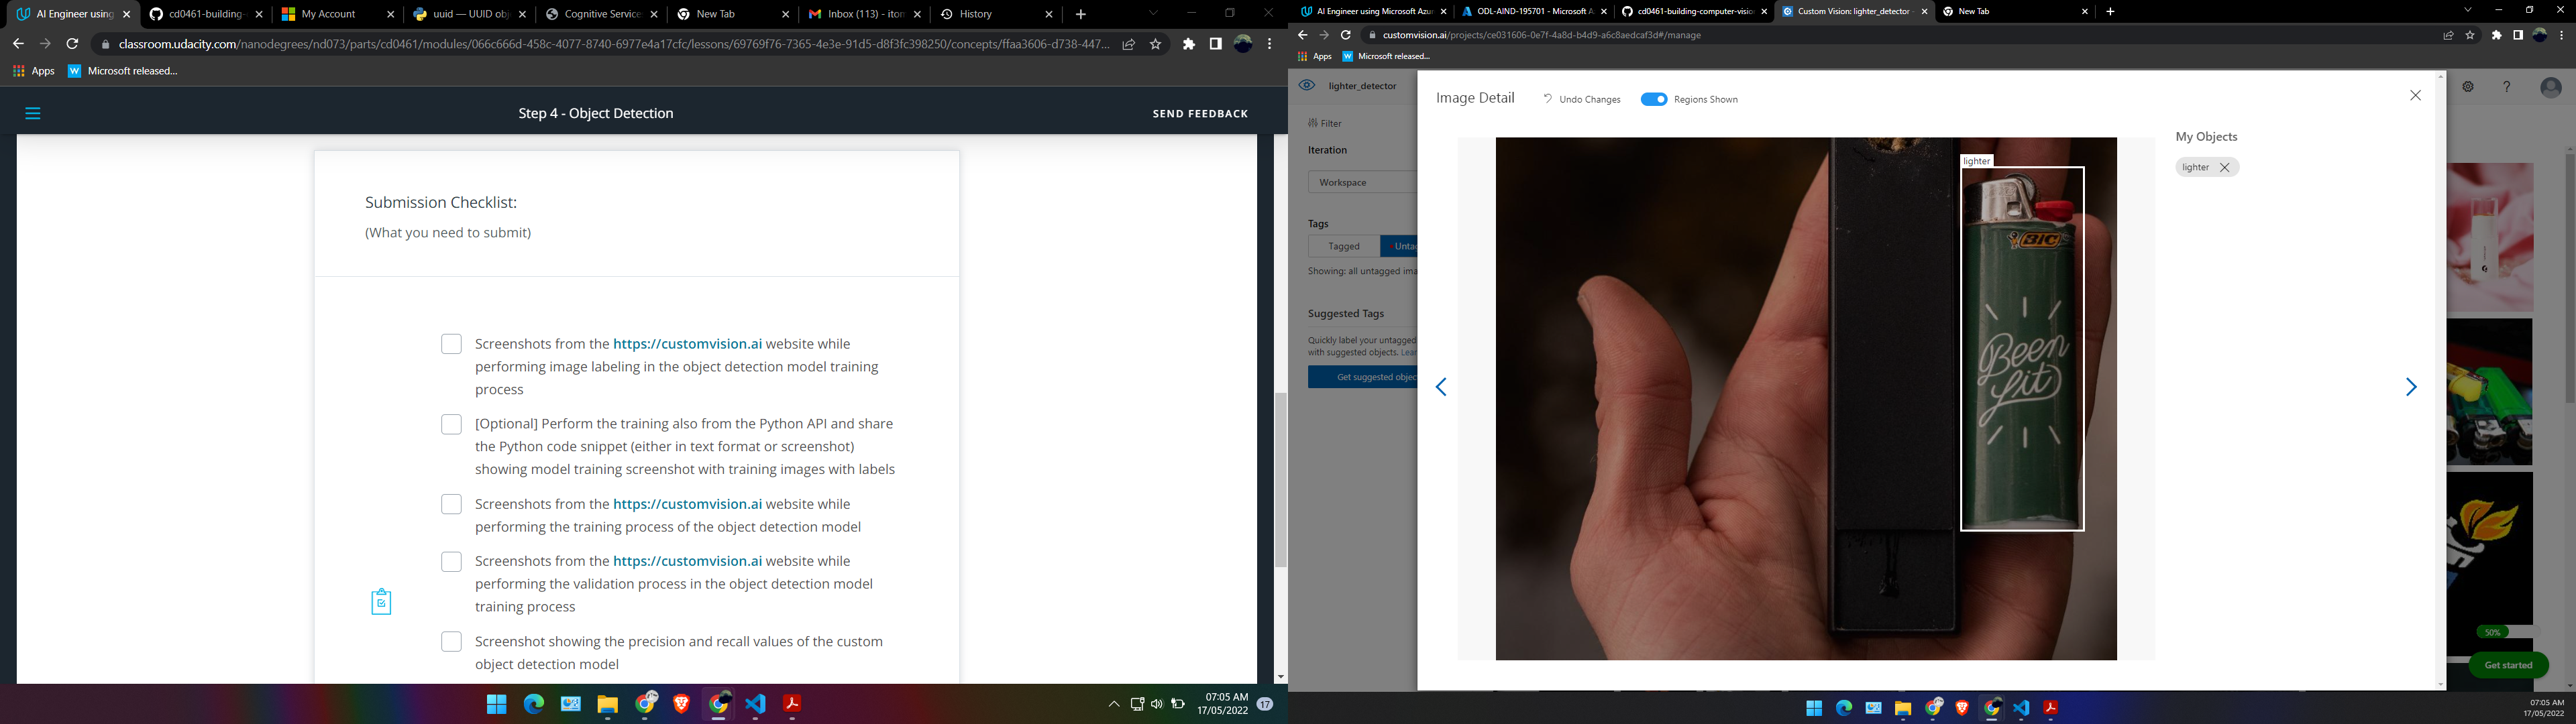 AI Engineer using
cd0461-building-
My Account
uuid — UUID obj
Cognitive Service
New Tab
Inbox (113) - iton
History
classroom.udacity.com/nanodegrees/nd073/parts/cd0461/modules/066c666d-458c-4077-8740-6977e4a17cfc/lessons/69769f76-7365-4e3e-91d5-d8f3fc398250/concepts/ffaa3606-d738-447...
Apps
Microsoft released...
Step 4 - Object Detection
SEND FEEDBACK
Submission Checklist:
(What you need to submit)
Screenshots from the https://customvision.ai website while
performing image labeling in the object detection model training
process
[Optional] Perform the training also from the Python API and share
the Python code snippet (either in text format or screenshot)
showing model training screenshot with training images with labels
Screenshots from the https://customvision.ai website while
performing the training process of the object detection model
Screenshots from the https://customvision.ai website while
performing the validation process in the object detection model
training process
Screenshot showing the precision and recall values of the custom
object detection model
07:05 AM
17/05/2022
17
AI Engineer using Microsoft Azur
ODL-AIND-195701 - Microsoft A
cd0461-building-computer-visio
Custom Vision: lighter_detector -
New Tab
customvision.ai/projects/ce031606-0e7f-4a8d-b4d9-a6c8aedcaf3d#/manage
Apps
Microsoft released...
lighter_detector
Filter
Iteration
Workspace
Tags
Tagged
Untag
Showing: all untagged ima
Suggested Tags
Quickly label your untagged
with suggested objects. Lear
Get suggested objec
Image Detail
Undo Changes
Regions Shown
My Objects
lighter
lighter
BIC
Been
Lit
50%
Get started
07:05 AM
17/05/2022